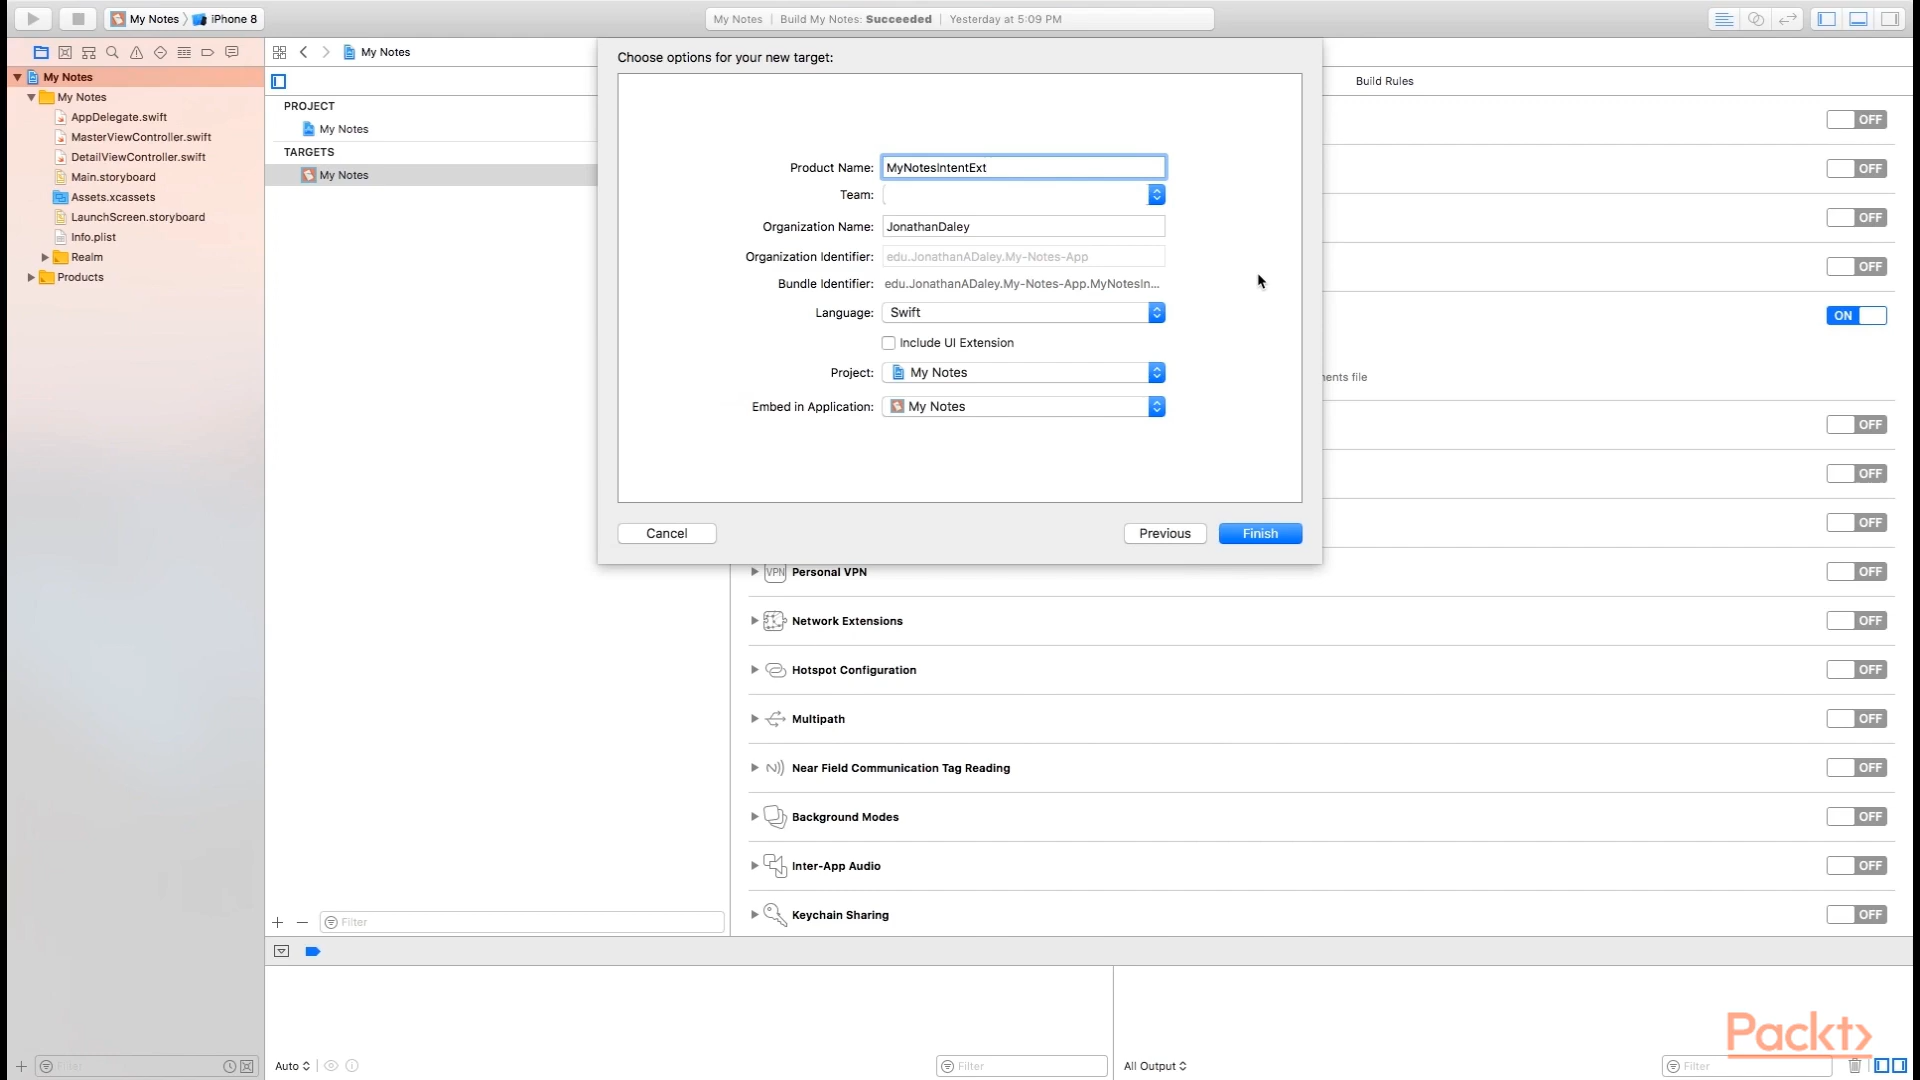 My Notes
iPhone 8
My Notes | Build My Notes: Succeeded | Yesterday at 5:09 PM
My Notes
My Notes
My Notes
AppDelegate.swift
MasterViewController.swift
DetailViewController.swift
Main.storyboard
Assets.xcassets
LaunchScreen.storyboard
Info.plist
Realm
Products
PROJECT
My Notes
TARGETS
My Notes
Filter
Choose options for your new target:
Product Name: MyNotesIntentExt
Team:
Organization Name: JonathanDaley
Organization Identifier: edu.JonathanADaley.My-Notes-App
Bundle Identifier: edu.JonathanADaley.My-Notes-App.MyNotesIn...
Language: Swift
Include UI Extension
Project: My Notes
Embed in Application: My Notes
Cancel
Previous
Finish
Build Rules
OFF
OFF
OFF
OFF
ON
ents file
OFF
OFF
OFF
VPN Personal VPN OFF
Network Extensions OFF
Hotspot Configuration OFF
Multipath OFF
Near Field Communication Tag Reading OFF
Background Modes OFF
Inter-App Audio OFF
Keychain Sharing OFF
Filter
Auto
Filter
All Output
Filter
Packt>